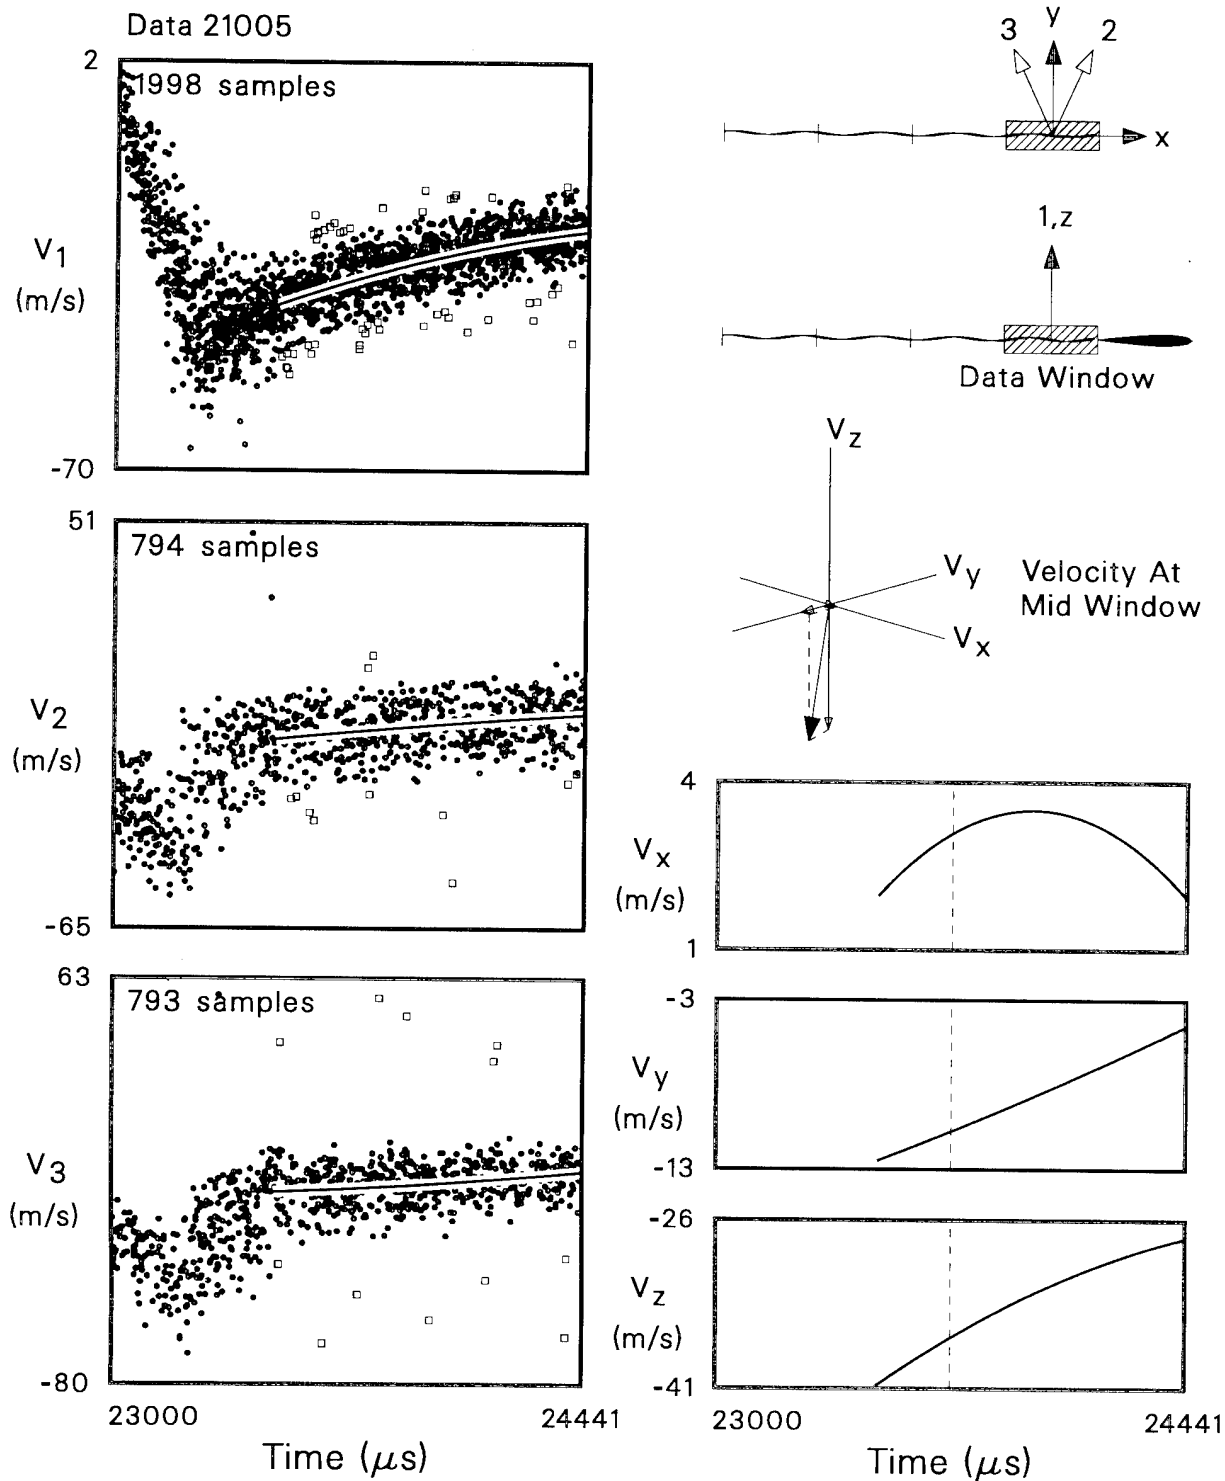 Data 21005
2
1998 samples
V1
(m/s)
-70
51
794 samples
V2
(m/s)
-65
63
793 samples
V3
(m/s)
-80
23000
24441
Time (μs)
3
y
2
x
1,z
Data Window
Vz
Vy
Vx
Velocity At
Mid Window
4
Vx
(m/s)
1
-3
Vy
(m/s)
-13
-26
Vz
(m/s)
-41
23000
24441
Time (μs)